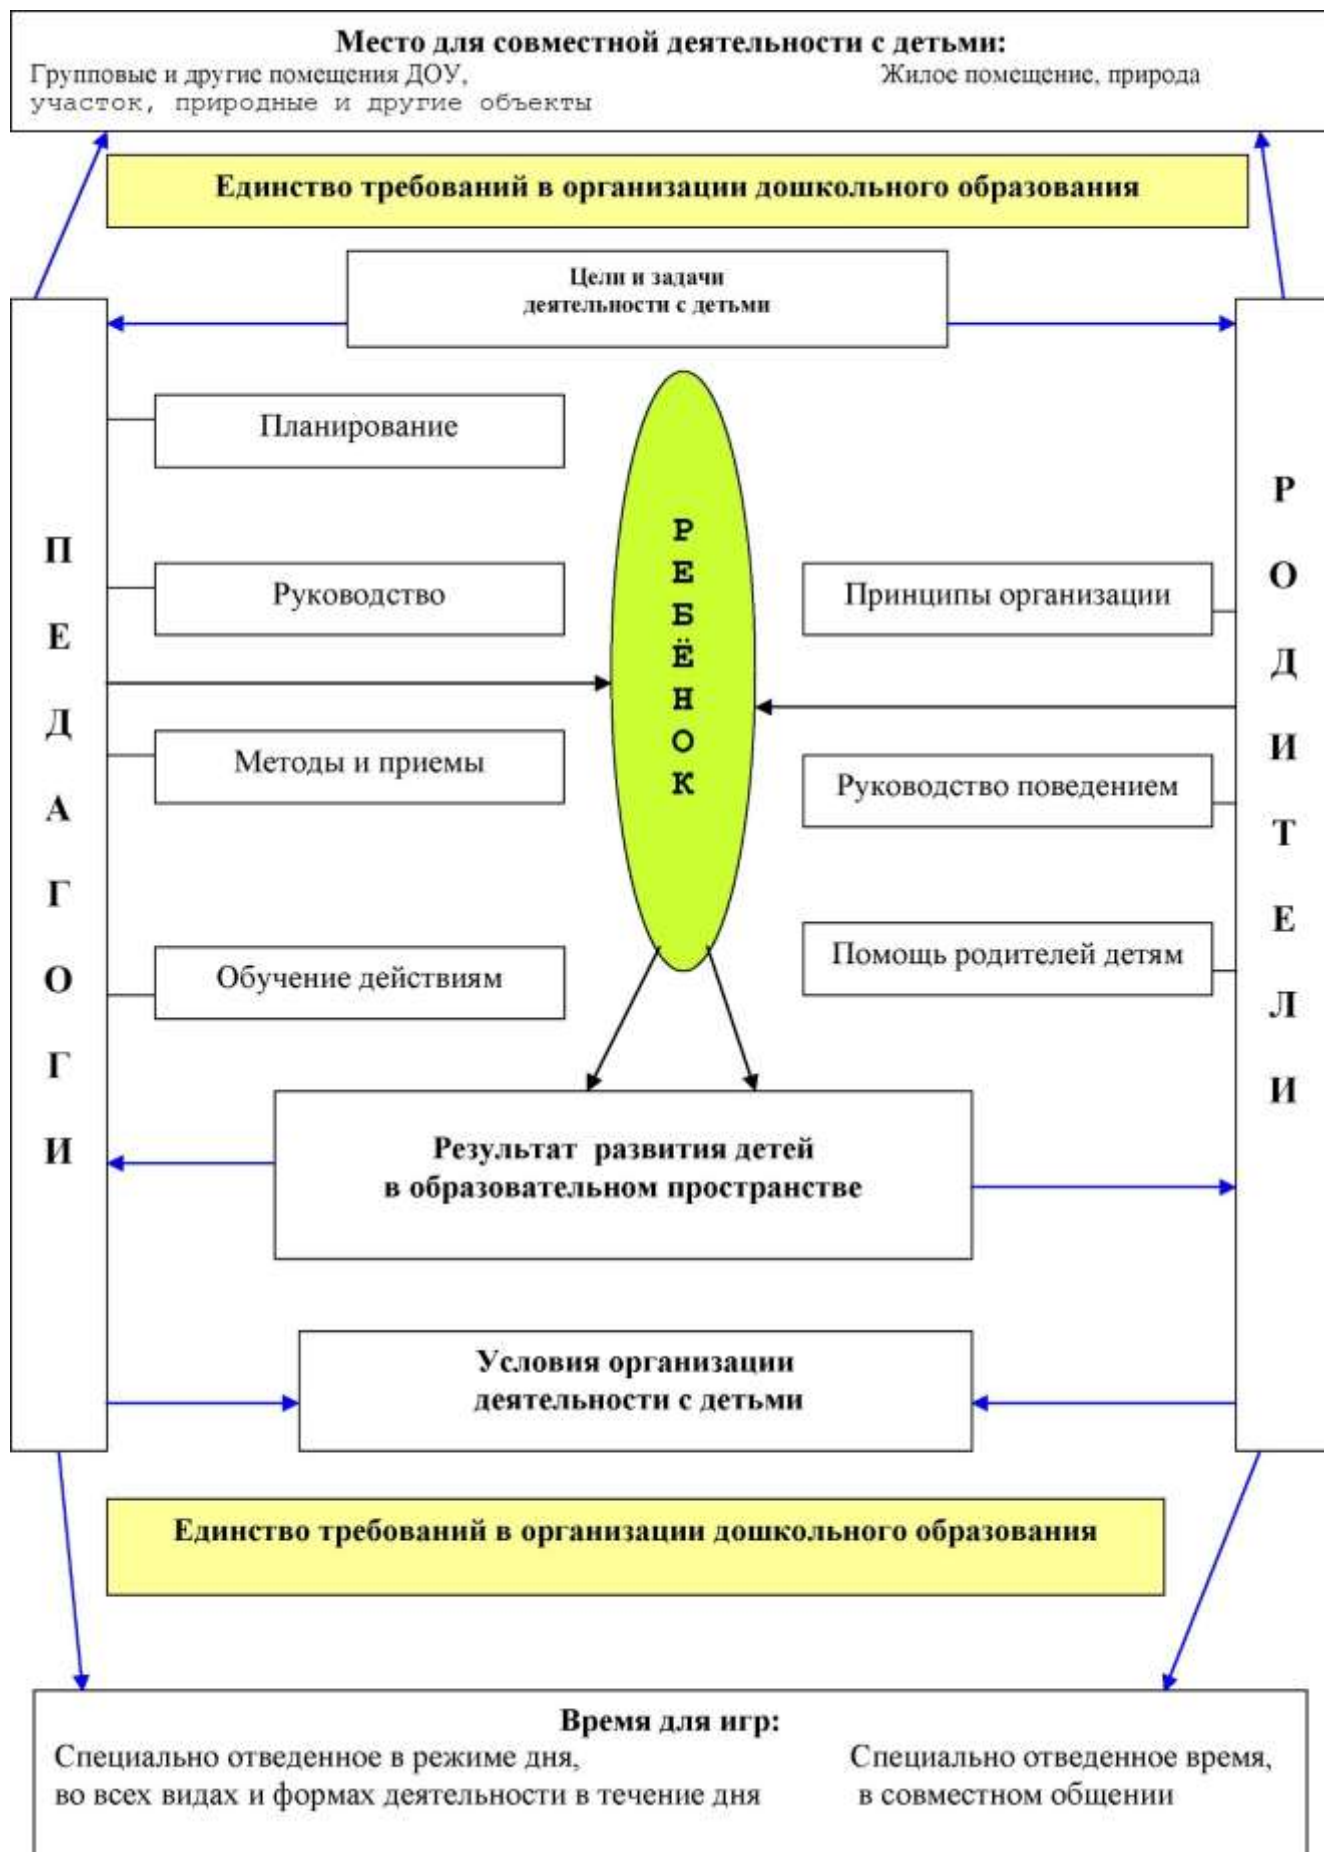 Место для совместной деятельности с детьми:
Групповые и другие помещения ДОУ, Жилое помещение, природа
участок, природные и другие объекты
Единство требований в организации дошкольного образования
Цели и задачи
деятельности с детьми
ПЕДАГОГИ
Планирование
Руководство
Методы и приемы
Обучение действиям
РЕБЁНОК
РОДИТЕЛИ
Принципы организации
Руководство поведением
Помощь родителей детям
Результат развития детей
в образовательном пространстве
Условия организации
деятельности с детьми
Единство требований в организации дошкольного образования
Время для игр:
Специально отведенное в режиме дня, Специально отведенное время,
во всех видах и формах деятельности в течение дня в совместном общении